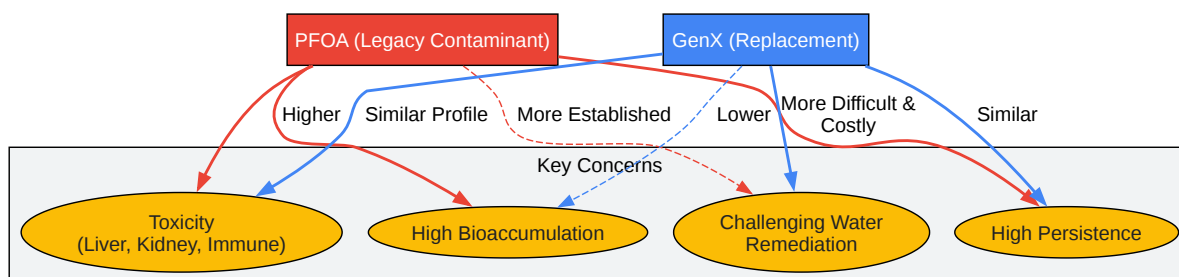 PFOA (Legacy Contaminant)
GenX (Replacement)
Higher
Similar Profile
More Established
Lower
More Difficult &
Costly
Similar
Key Concerns
Toxicity
(Liver, Kidney, Immune)
High Bioaccumulation
Challenging Water
Remediation
High Persistence